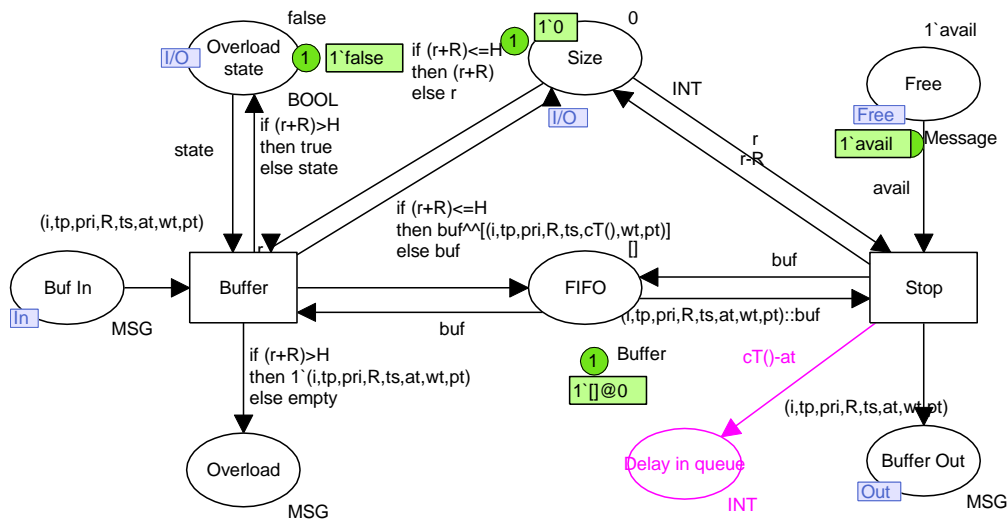 false
0
Overload
state
I/O
1
1`false
if (r+R)<=H
then (r+R)
else r
1
1`0
Size
I/O
INT
1`avail
Free
Free
1`avail
Message
avail
BOOL
if (r+R)>H
then true
else state
state
r
r-R
(i,tp,pri,R,ts,at,wt,pt)
if (r+R)<=H
then buf^^[(i,tp,pri,R,ts,cT(),wt,pt)]
else buf
r
[]
Buf In
In
MSG
Buffer
FIFO
buf
Stop
buf
(i,tp,pri,R,ts,at,wt,pt)::buf
Buffer
1
1`[]@0
if (r+R)>H
then 1`(i,tp,pri,R,ts,at,wt,pt)
else empty
cT()-at
(i,tp,pri,R,ts,at,wt,pt)
Overload
MSG
Delay in queue
INT
Buffer Out
Out
MSG